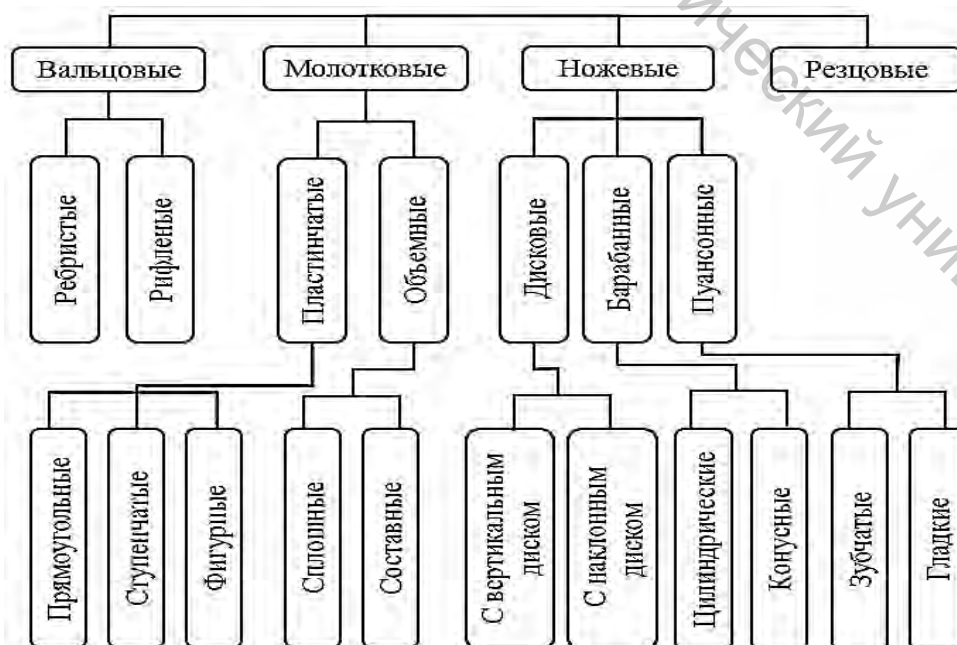 Вальцовые
Молотковые
Ножевые
Резцовые
Ребристые
Рифленые
Пластинчатые
Объемные
Дисковые
Барабанные
Пуансонные
Прямоугольные
Ступенчатые
Фигурные
Сплошные
Составные
С вертикальным
диском
С наклонным
диском
Цилиндрические
Конусные
Зубчатые
Гладкие